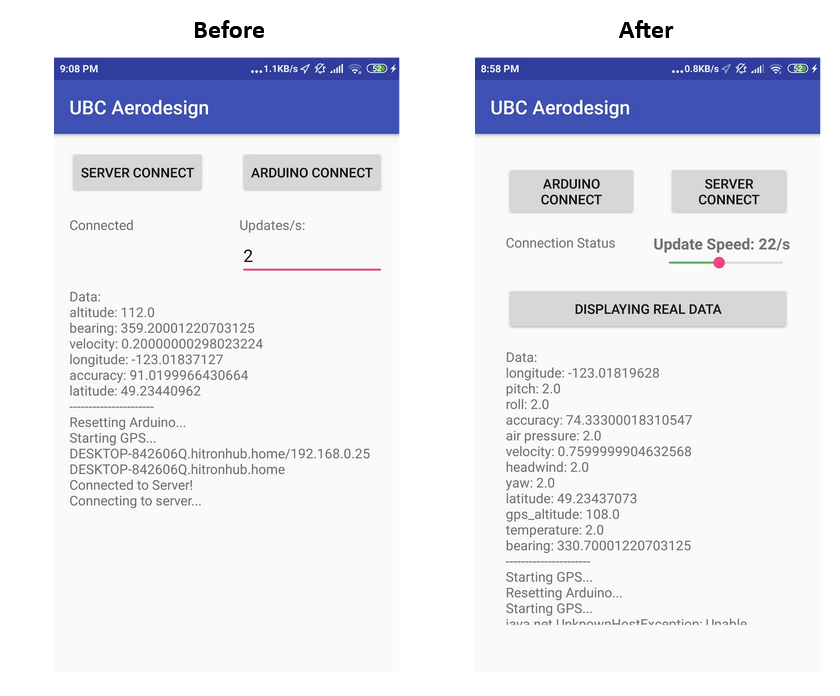 Before
9:08 PM
...1.1KB/s
52
UBC Aerodesign
SERVER CONNECT
ARDUINO CONNECT
Connected
Updates/s:
2
Data:
altitude: 112.0
bearing: 359.20001220703125
velocity: 0.20000000298023224
longitude: -123.01837127
accuracy: 91.0199966430664
latitude: 49.23440962
----------------------
Resetting Arduino...
Starting GPS...
DESKTOP-842606Q.hitronhub.home/192.168.0.25
DESKTOP-842606Q.hitronhub.home
Connected to Server!
Connecting to server...
After
8:58 PM
...0.8KB/s
52
UBC Aerodesign
ARDUINO
CONNECT
SERVER
CONNECT
Connection Status
Update Speed: 22/s
DISPLAYING REAL DATA
Data:
longitude: -123.01819628
pitch: 2.0
roll: 2.0
accuracy: 74.33300018310547
air pressure: 2.0
velocity: 0.7599999904632568
headwind: 2.0
yaw: 2.0
latitude: 49.23437073
gps_altitude: 108.0
temperature: 2.0
bearing: 330.70001220703125
----------------------
Starting GPS...
Resetting Arduino...
Starting GPS...
java.net.UnknownHostException: Unable